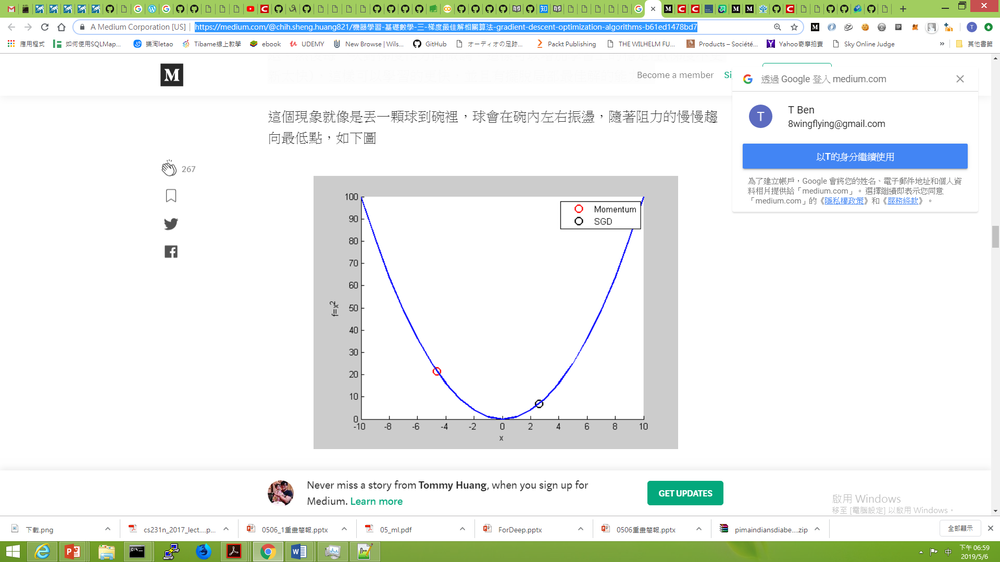 A Medium Corporation [US]
https://medium.com/@chih.sheng.huang821/機器學習-基礎數學-三-梯度最佳解相關算法-gradient-descent-optimization-algorithms-b61ed1478bd7
應用程式
如何使用SQLMap...
樂淘letao
Tibame線上教學
ebook
UDEMY
New Browse | Wils...
GitHub
オーディオの足跡...
Packt Publishing
THE WILHELM FU...
Products – Société...
Yahoo奇摩拍賣
Sky Online Judge
»
其他書籤
M
Become a member
Si
透過 Google 登入 medium.com
T
T Ben
8wingflying@gmail.com
以T的身分繼續使用
為了建立帳戶，Google 會將您的姓名、電子郵件地址和個人資
料相片提供給「medium.com」。 選擇繼續即表示您同意
「medium.com」的《隱私權政策》和《服務條款》。
這個現象就像是丟一顆球到碗裡，球會在碗內左右振盪，隨著阻力的慢慢趨
向最低點，如下圖
267
Momentum
SGD
100
90
80
70
60
50
40
30
20
10
0
f=x²
-10 -8 -6 -4 -2 0 2 4 6 8 10
x
Never miss a story from Tommy Huang, when you sign up for
Medium. Learn more
GET UPDATES
啟用 Windows
移至 [電腦設定] 以啟用 Windows。
下載.png
cs231n_2017_lect....p...
0506_1重盡簡報.pptx
05_ml.pdf
ForDeep.pptx
0506重盡簡報.pptx
pimaindiansdiabe....zip
全部顯示
中
下午 06:59
2019/5/6